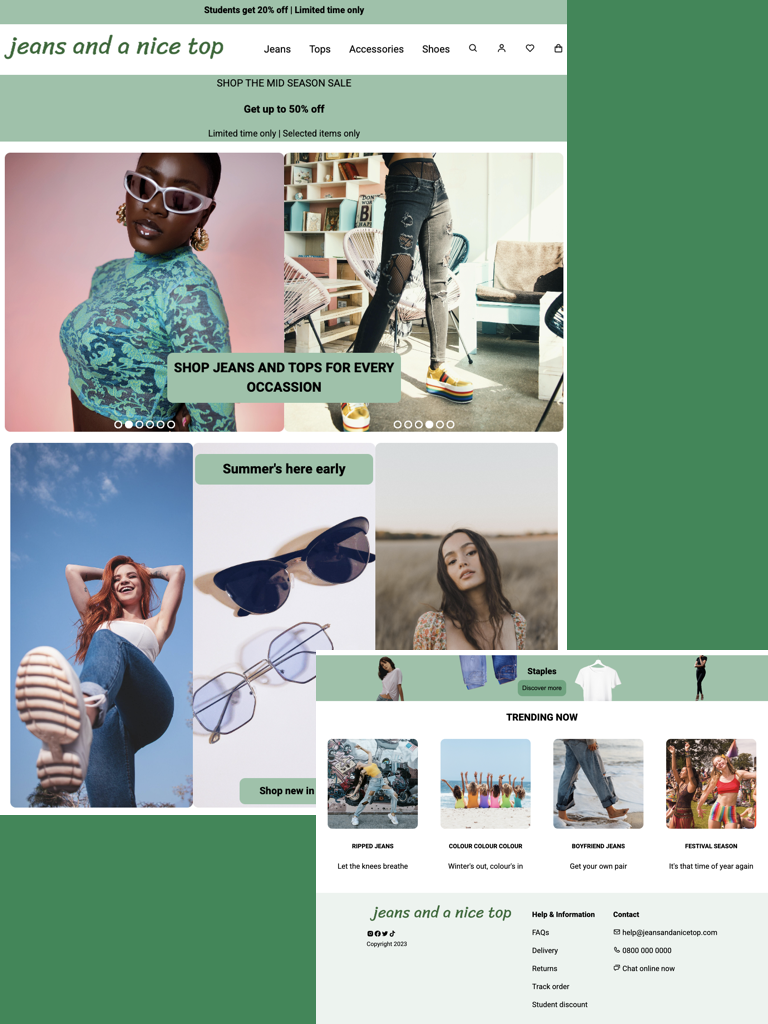 Students get 20% off | Limited time only
jeans and a nice top
Jeans Tops Accessories Shoes
SHOP THE MID SEASON SALE
Get up to 50% off
Limited time only | Selected items only
SHOP JEANS AND TOPS FOR EVERY
OCCASSION
Summer's here early
Shop new in
Staples
Discover more
TRENDING NOW
RIPPED JEANS
Let the knees breathe
COLOUR COLOUR COLOUR
Winter's out, colour's in
BOYFRIEND JEANS
Get your own pair
FESTIVAL SEASON
It's that time of year again
jeans and a nice top
Copyright 2023
Help & Information
FAQs
Delivery
Returns
Track order
Student discount
Contact
help@jeansandanicetop.com
0800 000 0000
Chat online now